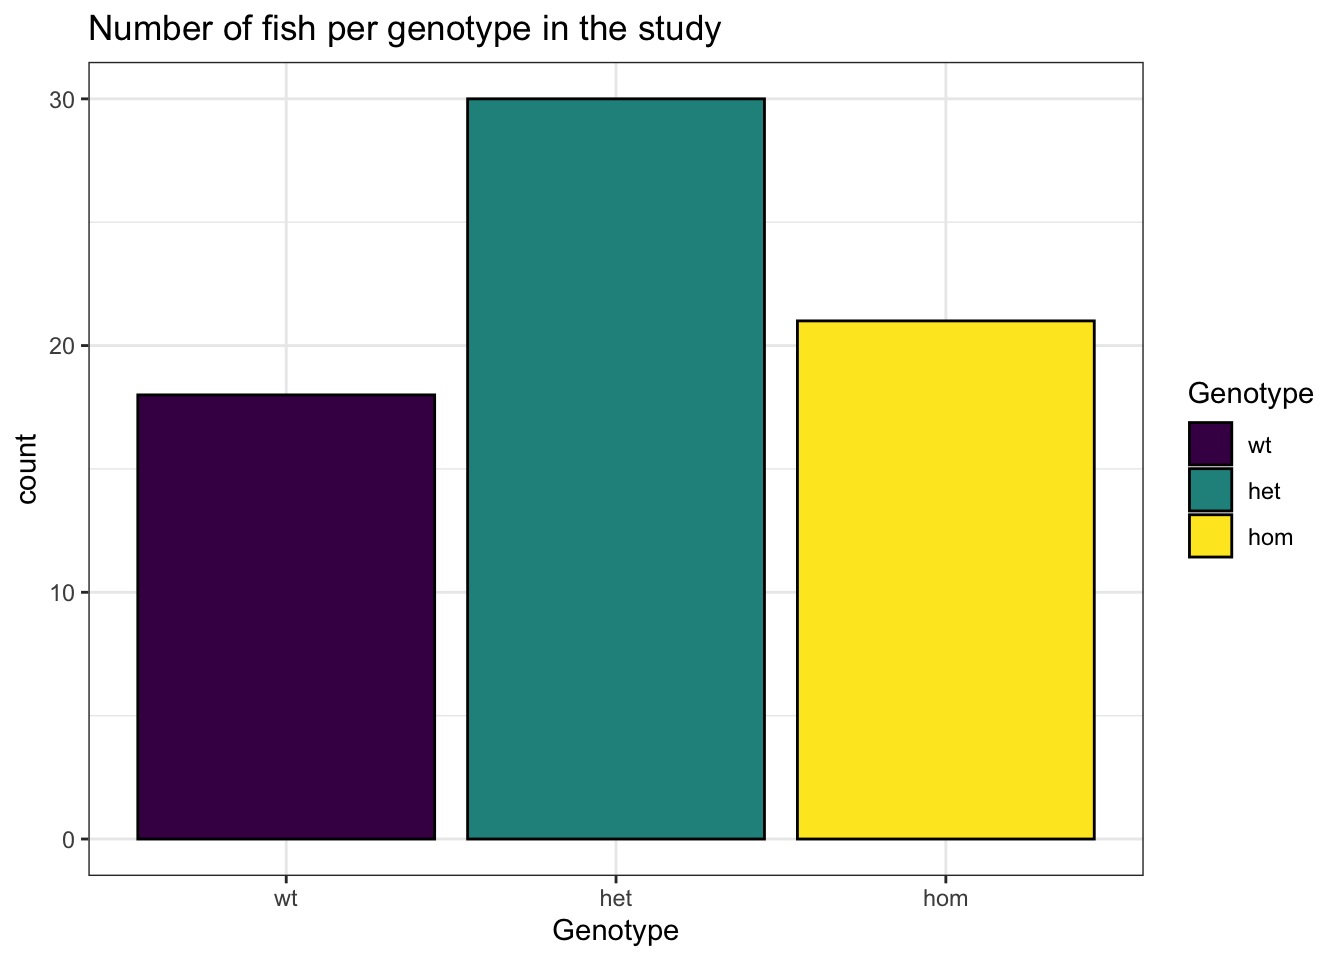 Number of fish per genotype in the study
30
20
10
0
count
wt
het
hom
Genotype
Genotype
wt
het
hom